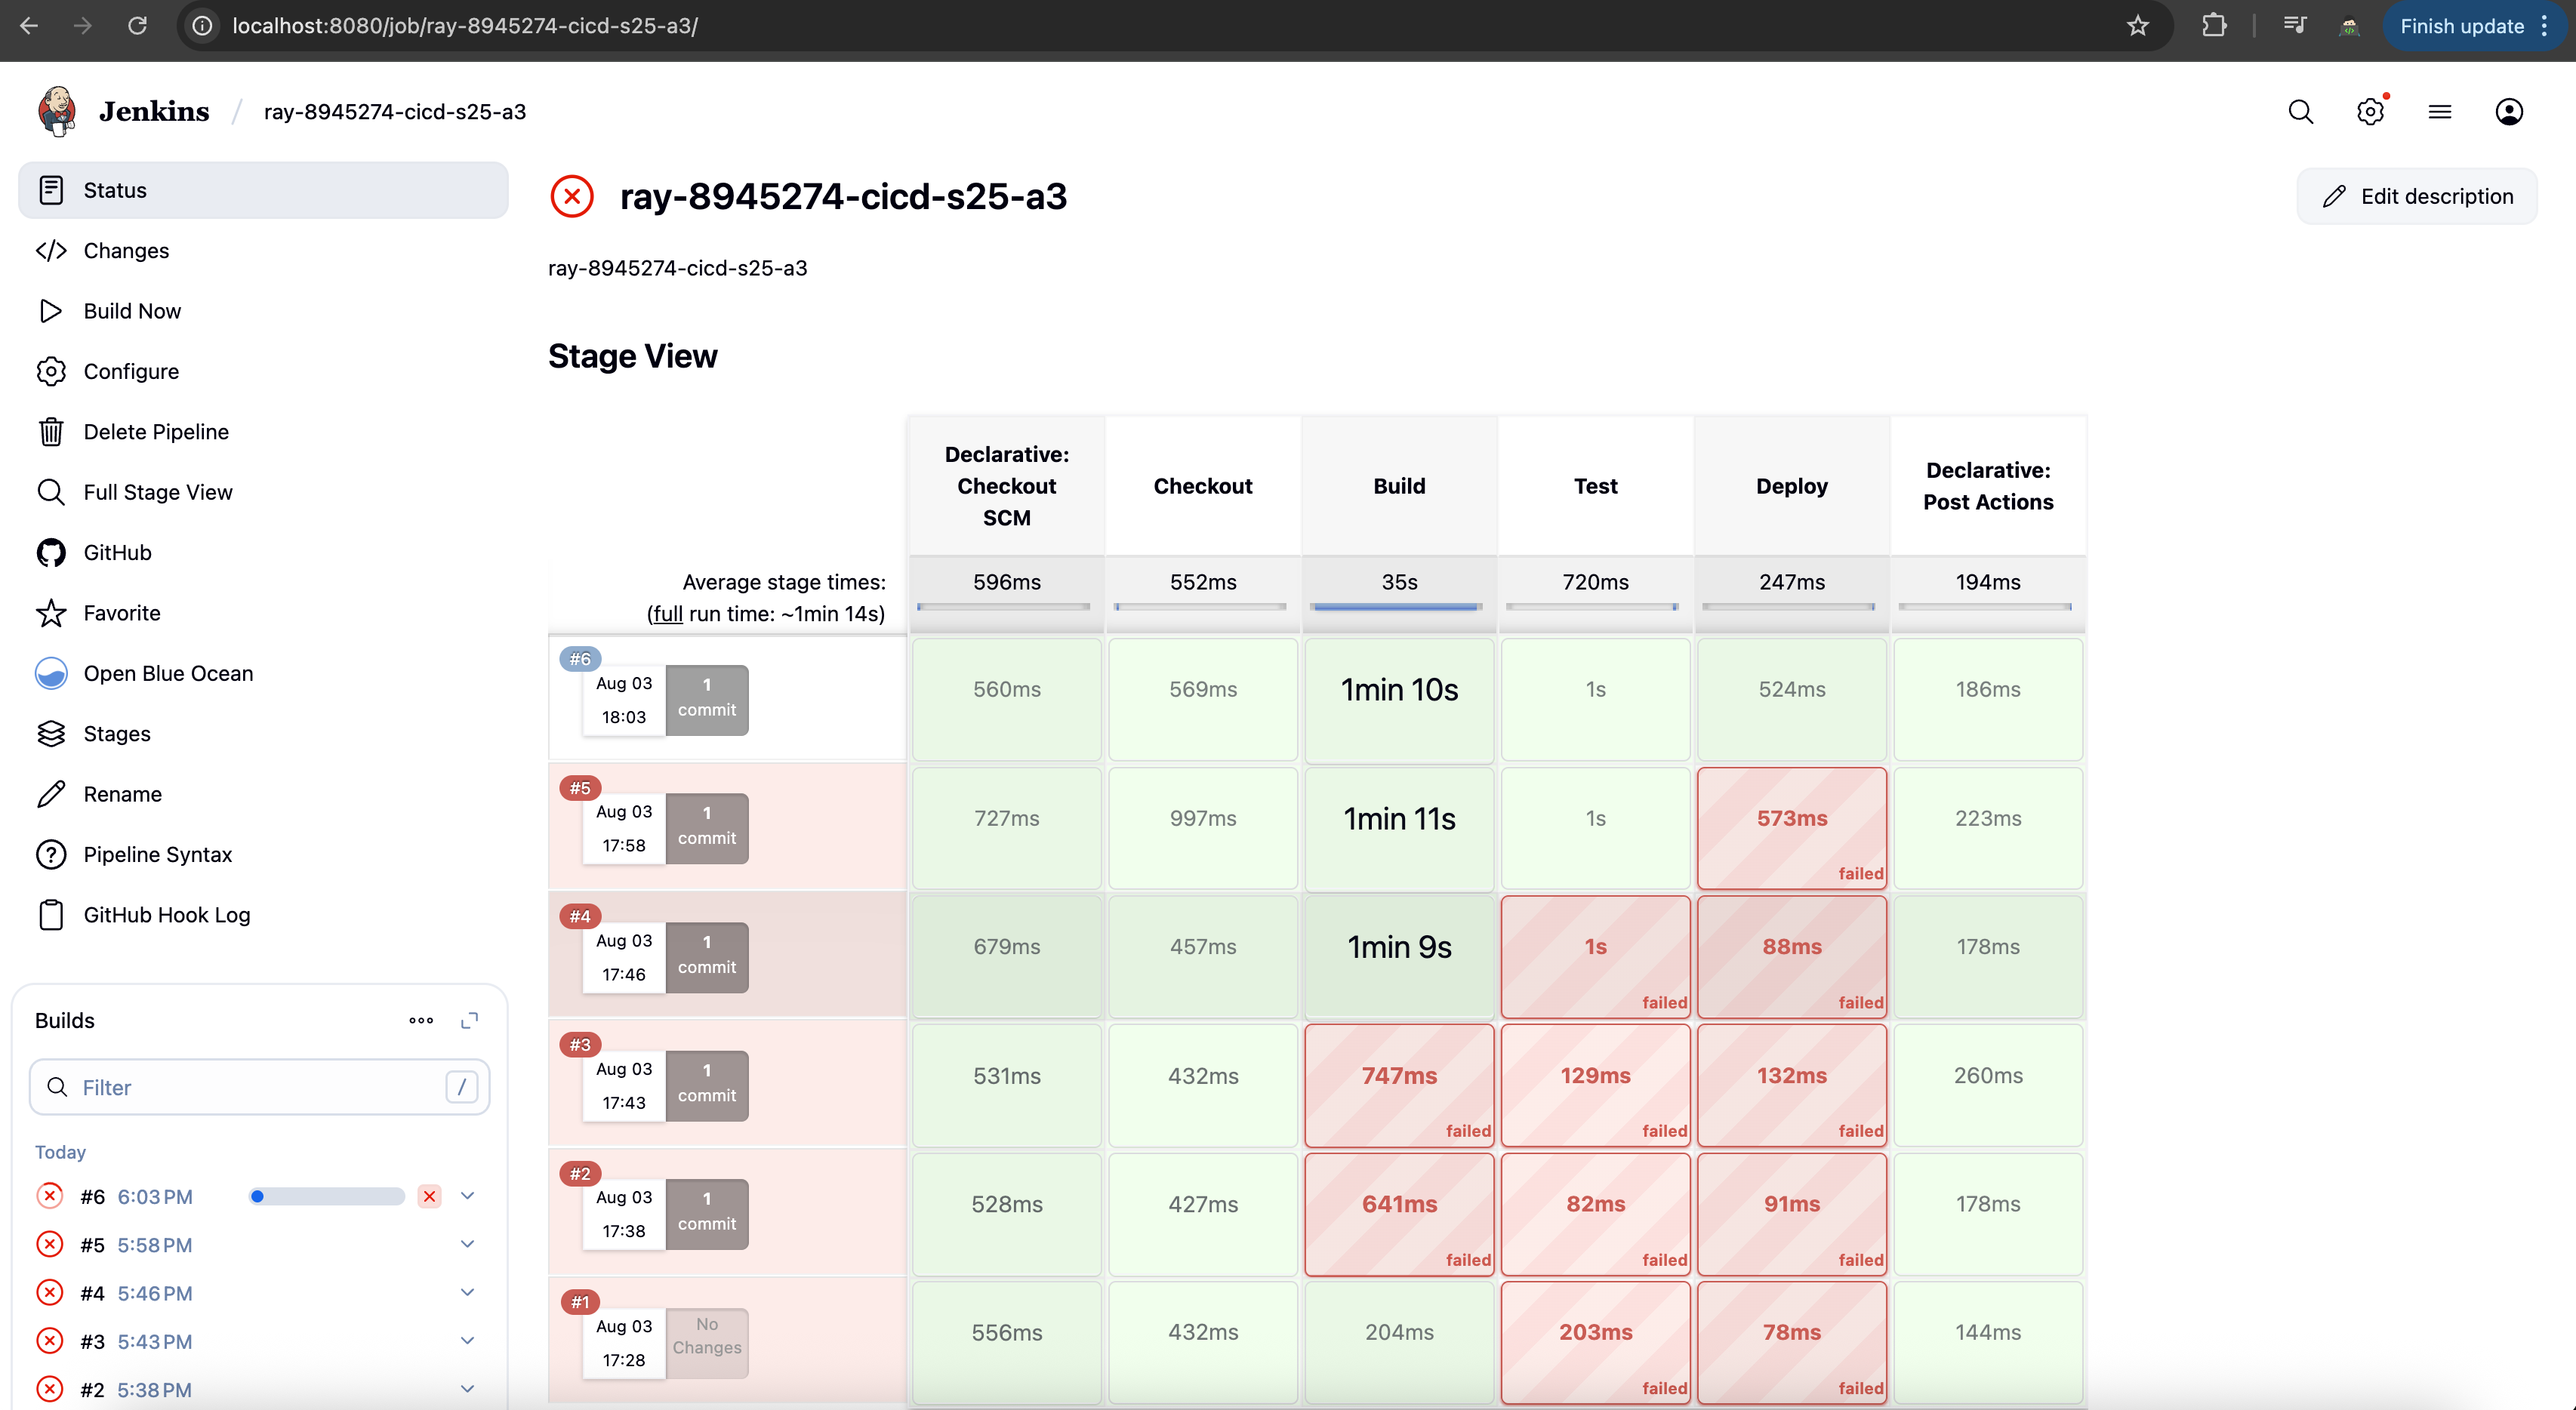 localhost:8080/job/ray-8945274-cicd-s25-a3/
Finish update
Jenkins / ray-8945274-cicd-s25-a3
Status
Changes
Build Now
Configure
Delete Pipeline
Full Stage View
GitHub
Favorite
Open Blue Ocean
Stages
Rename
Pipeline Syntax
GitHub Hook Log
Builds
Filter /
Today
#6 6:03 PM
#5 5:58 PM
#4 5:46 PM
#3 5:43 PM
#2 5:38 PM
ray-8945274-cicd-s25-a3
Edit description
ray-8945274-cicd-s25-a3
Stage View
Declarative: Checkout SCM
Checkout
Build
Test
Deploy
Declarative: Post Actions
Average stage times:
(full run time: ~1min 14s)
596ms 552ms 35s 720ms 247ms 194ms
#6
Aug 03
18:03
1
commit
560ms 569ms 1min 10s 1s 524ms 186ms
#5
Aug 03
17:58
1
commit
727ms 997ms 1min 11s 1s 573ms 223ms
failed
#4
Aug 03
17:46
1
commit
679ms 457ms 1min 9s 1s 88ms 178ms
failed failed
#3
Aug 03
17:43
1
commit
531ms 432ms 747ms 129ms 132ms 260ms
failed failed failed
#2
Aug 03
17:38
1
commit
528ms 427ms 641ms 82ms 91ms 178ms
failed failed failed
#1
Aug 03
17:28
No
Changes
556ms 432ms 204ms 203ms 78ms 144ms
failed failed